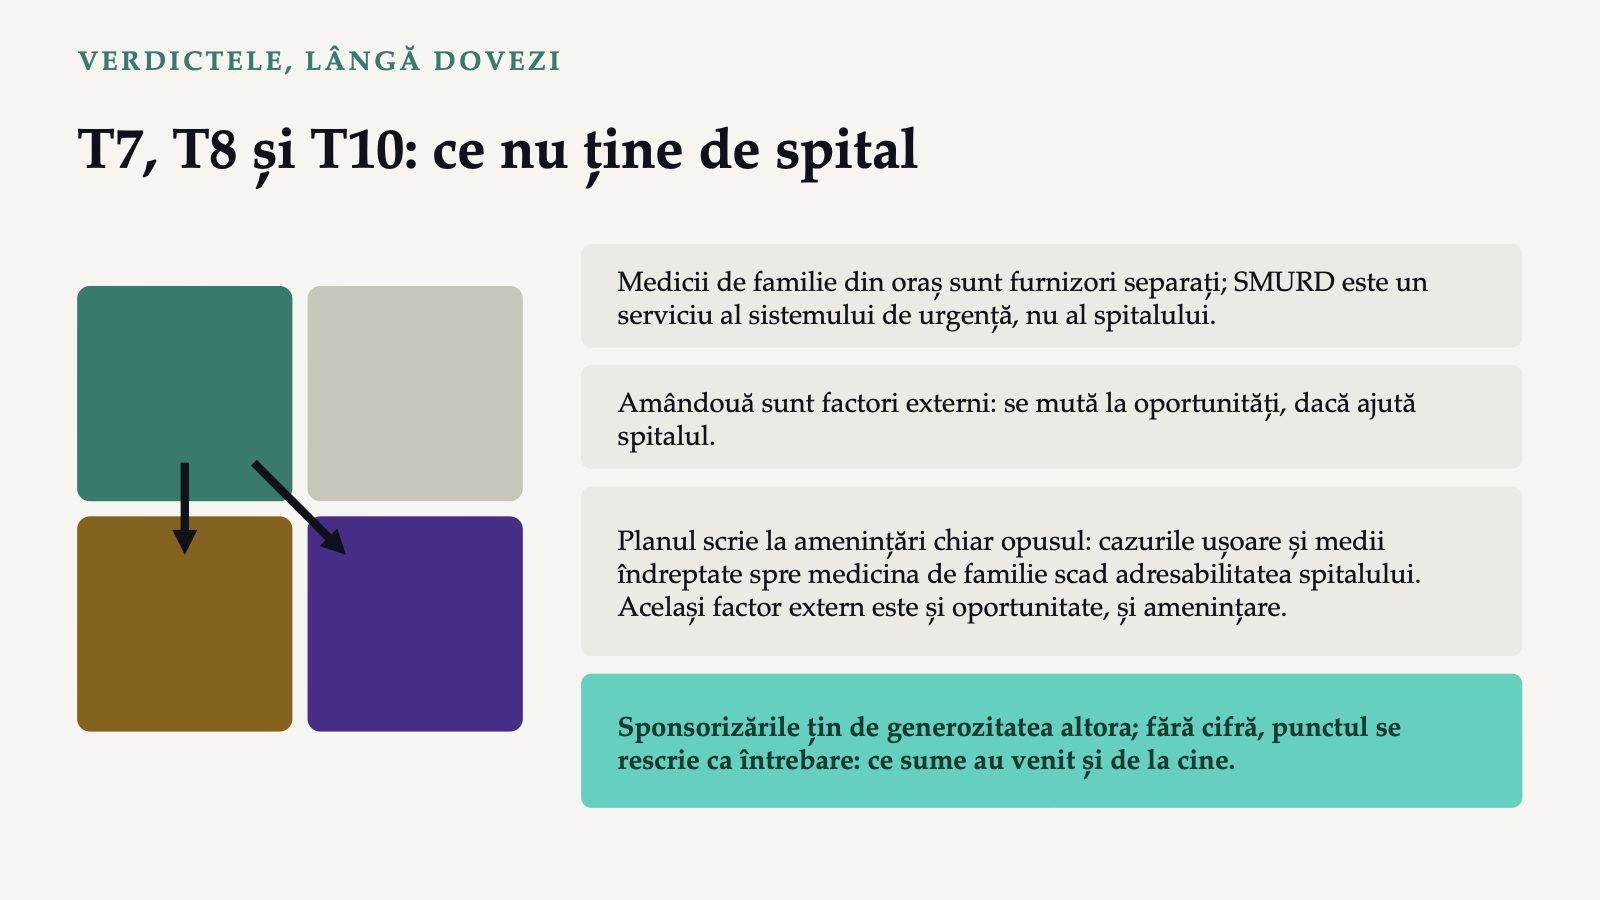 VERDICTELE, LÂNGĂ DOVEZI
T7, T8 și T10: ce nu ține de spital
Medicii de familie din oraș sunt furnizori separați; SMURD este un
serviciu al sistemului de urgență, nu al spitalului.
Amândouă sunt factori externi: se mută la oportunități, dacă ajută
spitalul.
Planul scrie la amenințări chiar opusul: cazurile ușoare și medii
îndreptate spre medicina de familie scad adresabilitatea spitalului.
Același factor extern este și oportunitate, și amenințare.
Sponsorizările țin de generozitatea altora; fără cifră, punctul se
rescrie ca întrebare: ce sume au venit și de la cine.